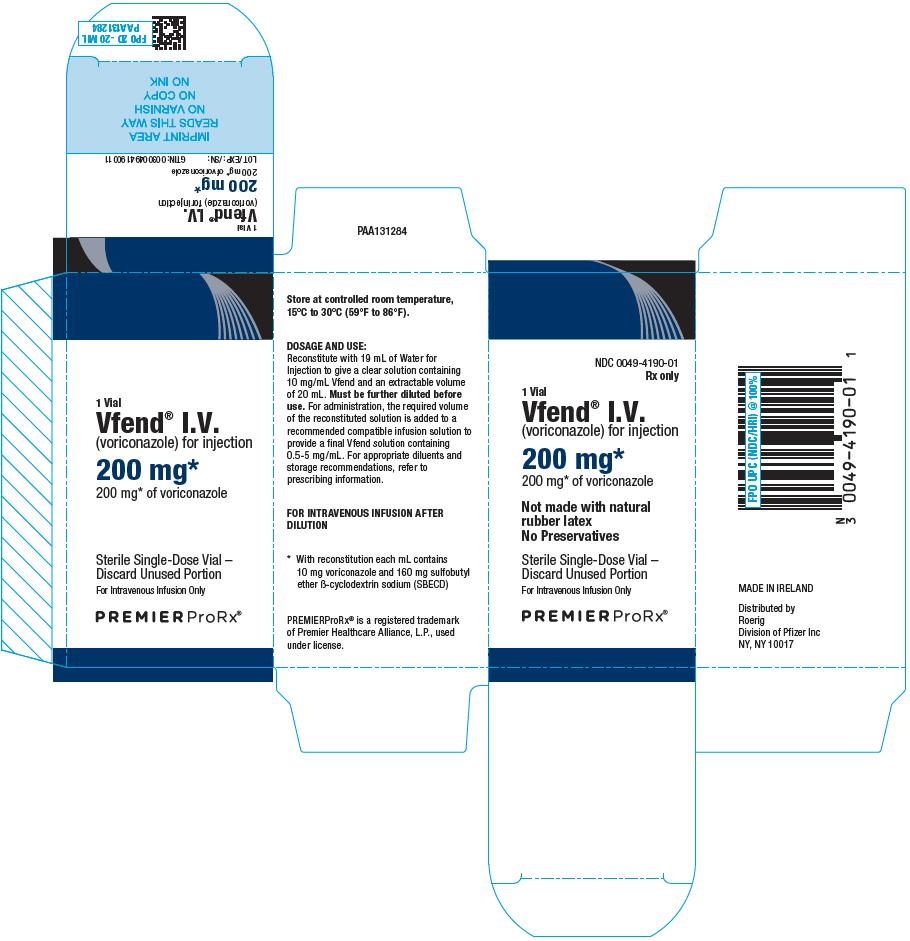 FPO 2D - 20 MIL
PAA131284
IMPRINT AREA
READS THIS WAY
NO VARNISH
NO COPY
NO INK
LOT/EXP:/SN: GTIN: 00300494190011
1 Vial
Vfend® I.V.
(voriconazole) for injection
200 mg*
200 mg* of voriconazole
1 Vial
Vfend® I.V.
(voriconazole) for injection
200 mg*
200 mg* of voriconazole
Sterile Single-Dose Vial –
Discard Unused Portion
For Intravenous Infusion Only
PREMIERProRx®
PAA131284
Store at controlled room temperature,
15ºC to 30ºC (59°F to 86°F).
DOSAGE AND USE:
Reconstitute with 19 mL of Water for
Injection to give a clear solution containing
10 mg/mL Vfend and an extractable volume
of 20 mL. Must be further diluted before
use. For administration, the required volume
of the reconstituted solution is added to a
recommended compatible infusion solution to
provide a final Vfend solution containing
0.5-5 mg/mL. For appropriate diluents and
storage recommendations, refer to
prescribing information.
FOR INTRAVENOUS INFUSION AFTER
DILUTION
* With reconstitution each mL contains
10 mg voriconazole and 160 mg sulfobutyl
ether ß-cyclodextrin sodium (SBECD)
PREMIERProRx® is a registered trademark
of Premier Healthcare Alliance, L.P., used
under license.
NDC 0049-4190-01
Rx only
1 Vial
Vfend® I.V.
(voriconazole) for injection
200 mg*
200 mg* of voriconazole
Not made with natural
rubber latex
No Preservatives
Sterile Single-Dose Vial –
Discard Unused Portion
For Intravenous Infusion Only
PREMIERProRx®
FPO UPC (NDC/HRI) @ 100%
N
3 0049-4190-01 1
MADE IN IRELAND
Distributed by
Roerig
Division of Pfizer Inc
NY, NY 10017